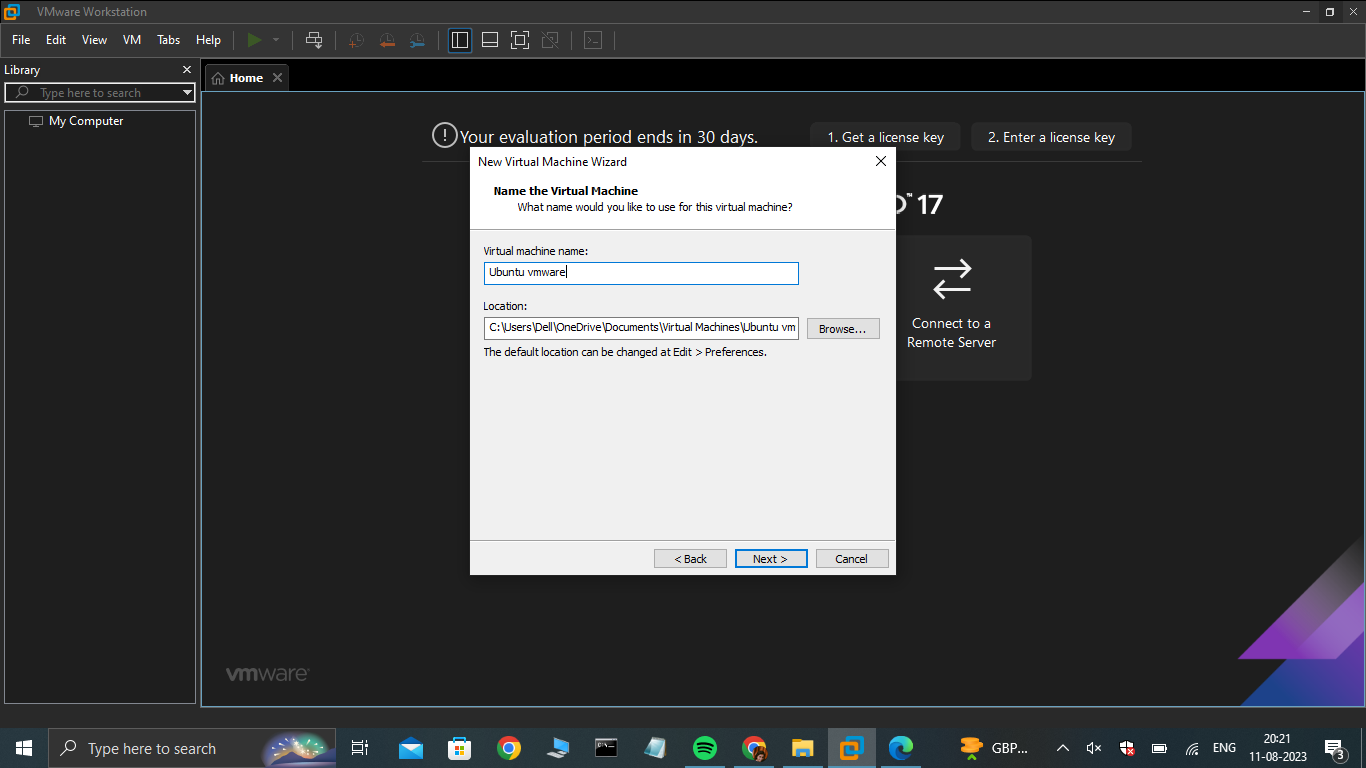 VMware Workstation
File Edit View VM Tabs Help
Library
Type here to search
My Computer
Home
Your evaluation period ends in 30 days.
1. Get a license key
2. Enter a license key
™ 17
New Virtual Machine Wizard
Name the Virtual Machine
What name would you like to use for this virtual machine?
Virtual machine name:
Ubuntu vmware
Location:
C:\Users\Dell\OneDrive\Documents\Virtual Machines\Ubuntu vm
Browse...
The default location can be changed at Edit > Preferences.
< Back
Next >
Cancel
Connect to a
Remote Server
vmware
Type here to search
GBP...
ENG
20:21
11-08-2023
3